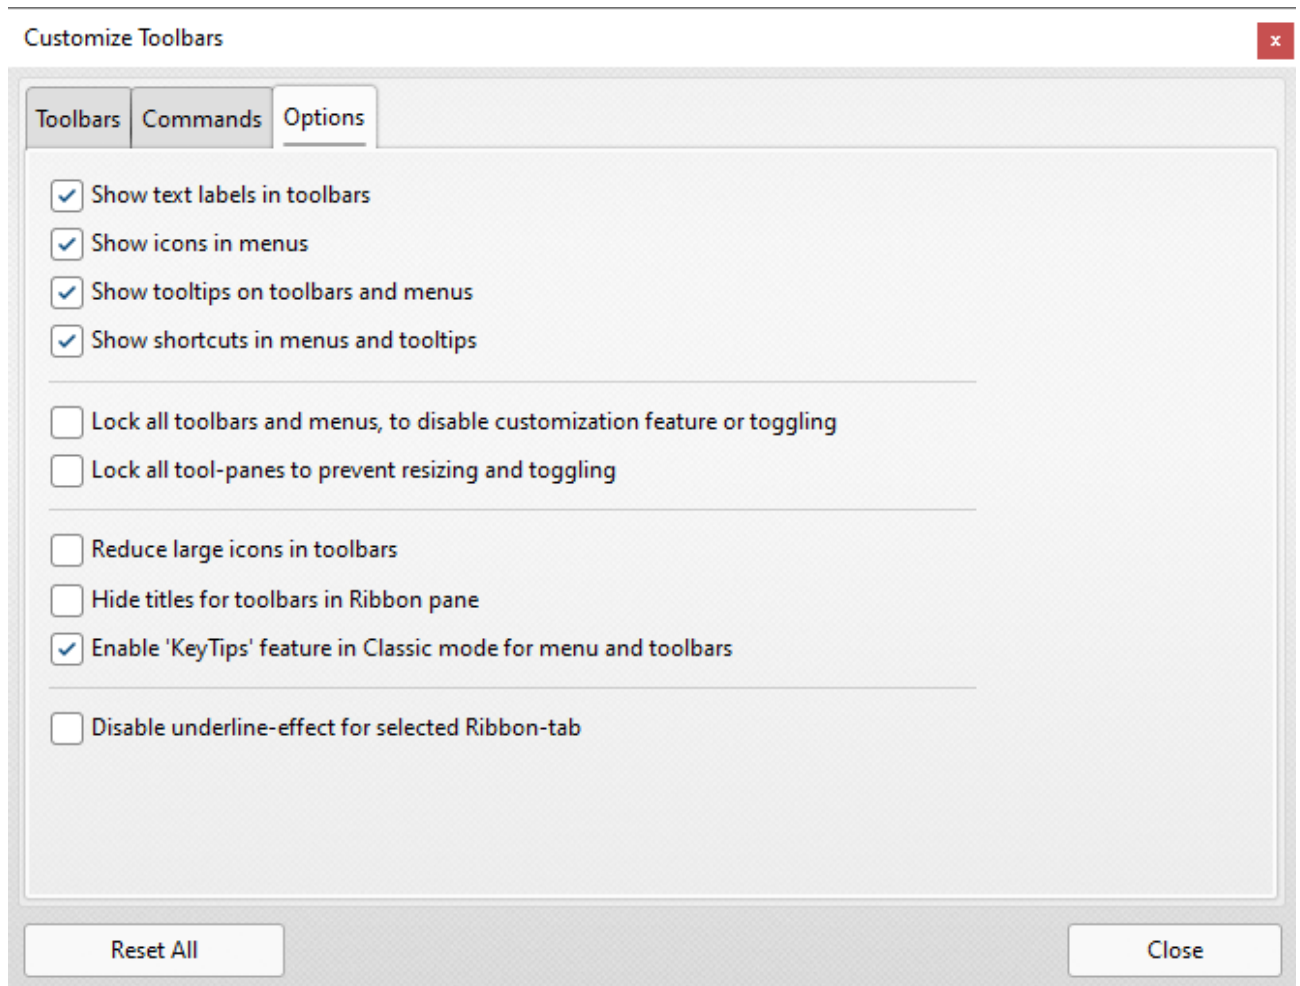 Customize Toolbars
x
Toolbars
Commands
Options
Show text labels in toolbars
Show icons in menus
Show tooltips on toolbars and menus
Show shortcuts in menus and tooltips
Lock all toolbars and menus, to disable customization feature or toggling
Lock all tool-panes to prevent resizing and toggling
Reduce large icons in toolbars
Hide titles for toolbars in Ribbon pane
Enable 'KeyTips' feature in Classic mode for menu and toolbars
Disable underline-effect for selected Ribbon-tab
Reset All
Close